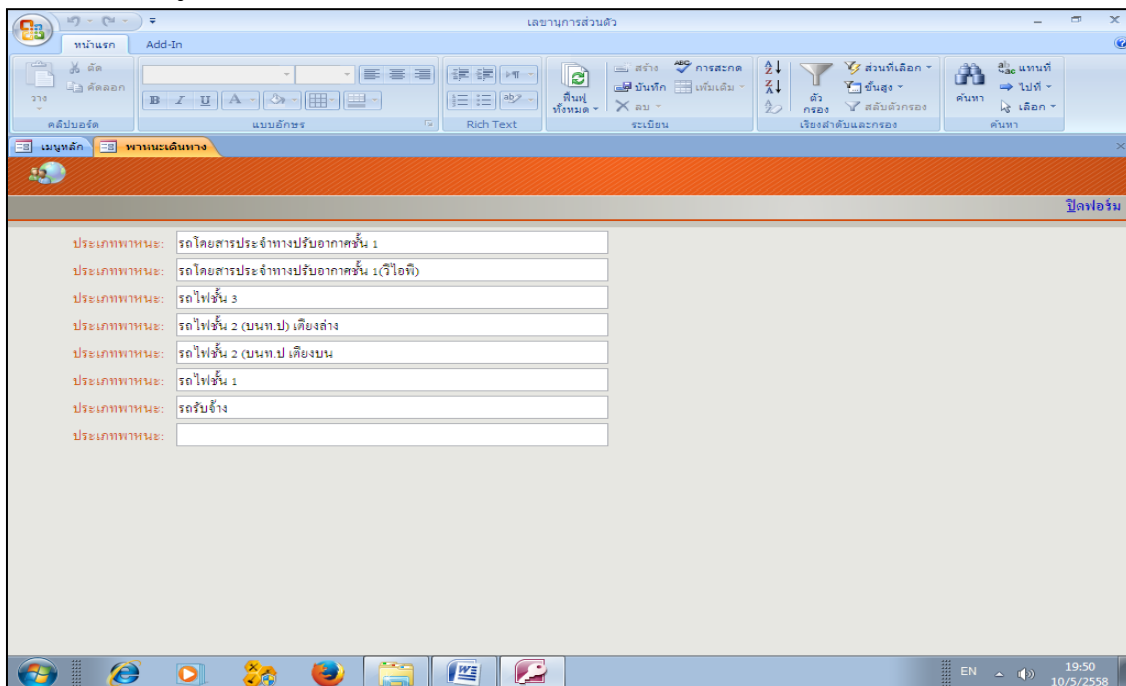 เลขานุการส่วนตัว
หน้าแรก Add-In
วาง
ตัด
คัดลอก
คลิปบอร์ด
B I U A
แบบอักษร
ab
Rich Text
ฟื้นฟู
ทั้งหมด
สร้าง
บันทึก
ลบ
ABC การสะกด
เพิ่มเติม
ระเบียน
ตัว
กรอง
ส่วนที่เลือก
ขั้นสูง
สลับตัวกรอง
เรียงลำดับและกรอง
ค้นหา
แทนที่
ไปที่
เลือก
ค้นหา
เมนูหลัก พาหนะเดินทาง
ปิดฟอร์ม
ประเภทพาหนะ: รถโดยสารประจำทางปรับอากาศชั้น 1
ประเภทพาหนะ: รถโดยสารประจำทางปรับอากาศชั้น 1(วีไอพี)
ประเภทพาหนะ: รถไฟชั้น 3
ประเภทพาหนะ: รถไฟชั้น 2 (บนท.ป) เตียงล่าง
ประเภทพาหนะ: รถไฟชั้น 2 (บนท.ป เตียงบน
ประเภทพาหนะ: รถไฟชั้น 1
ประเภทพาหนะ: รถรับจ้าง
ประเภทพาหนะ:
EN
19:50
10/5/2558